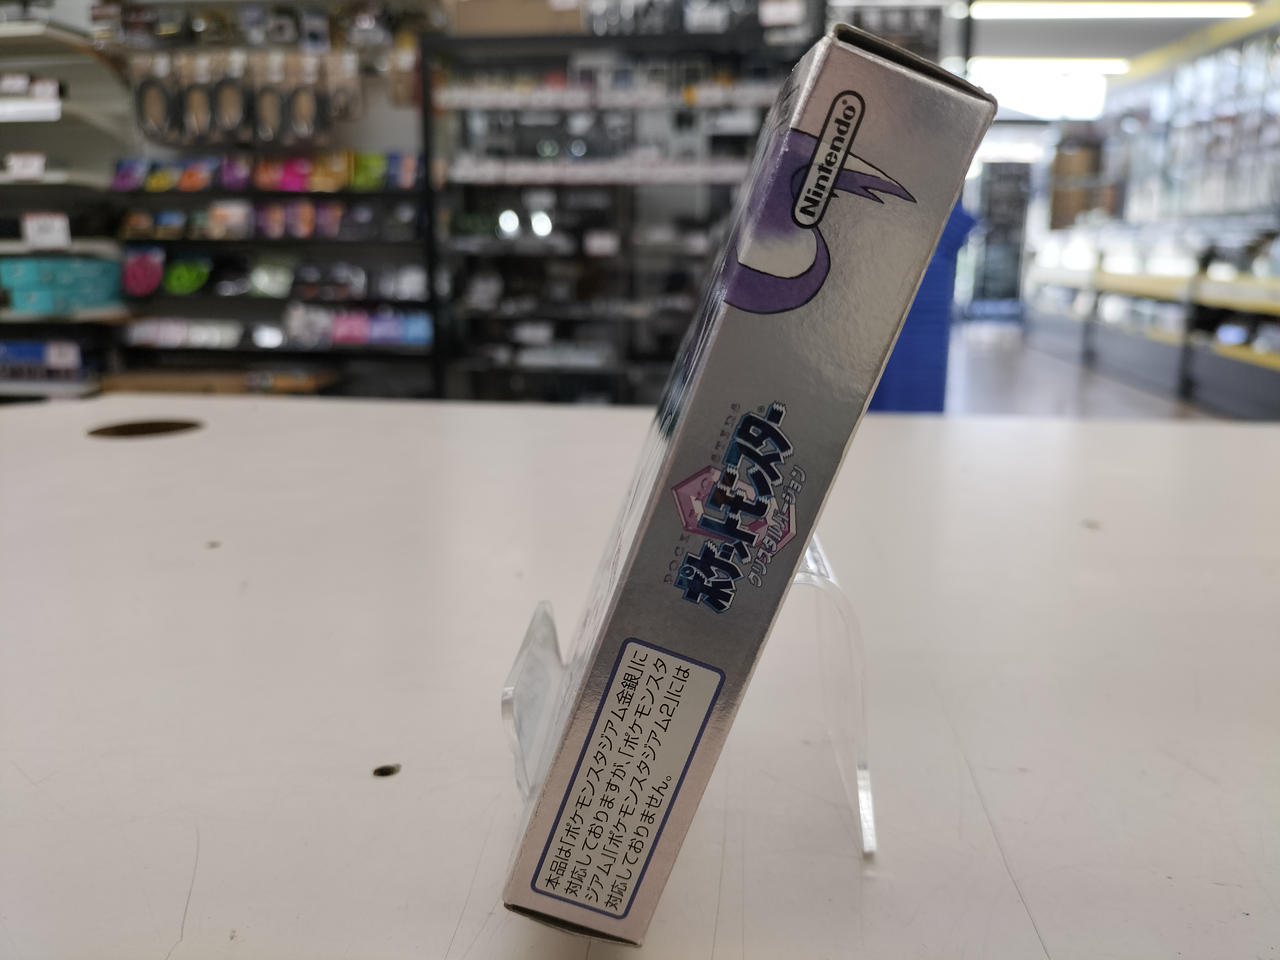 Nintendo®
POCKET MONSTERS
ポケットモンスター®
クリスタルバージョン
本品は「ポケモンスタジアム金銀」に
対応しておりますが、「ポケモンスタ
ジアム」「ポケモンスタジアム2」には
対応しておりません。